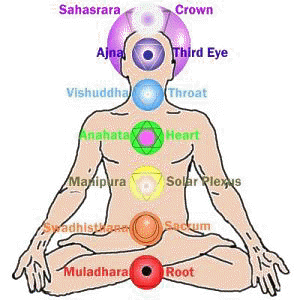 Sahasrara Crown
Ajna Third Eye
Vishuddha Throat
Anahata Heart
Manipura Solar Plexus
Swadhisthana Sacrum
Muladhara Root